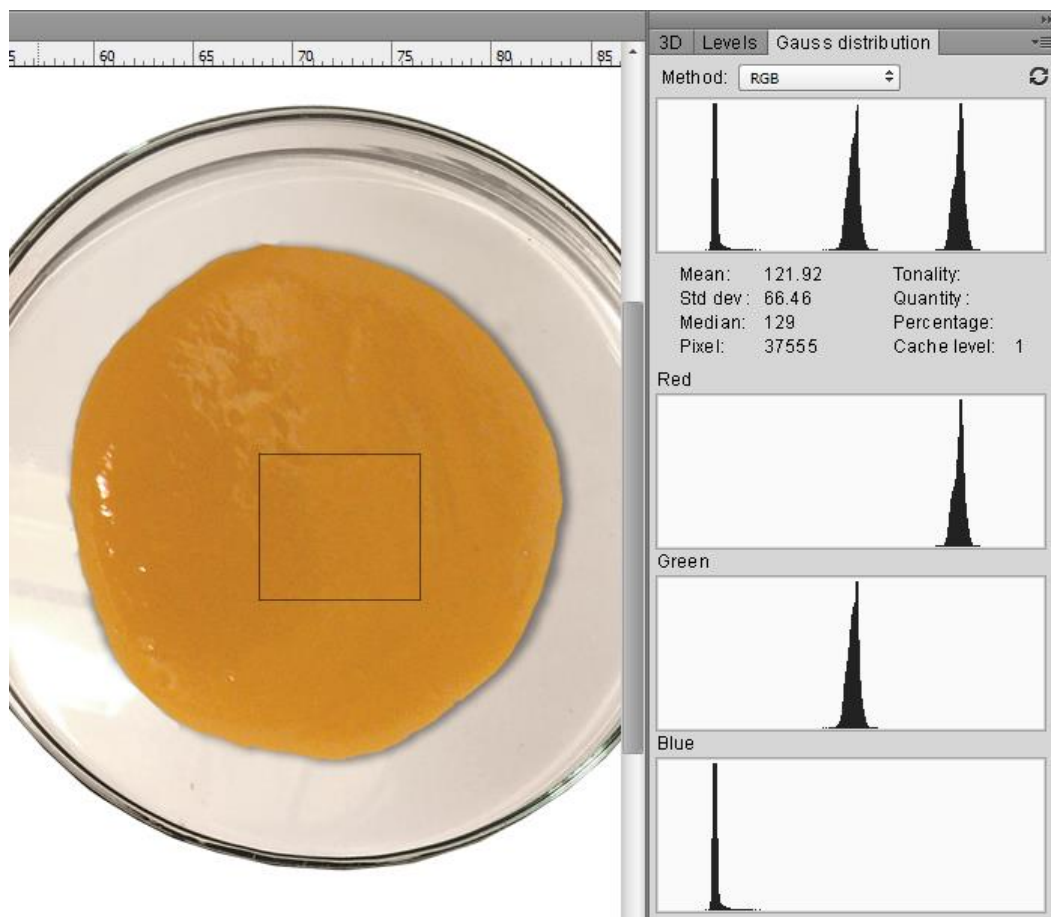 5 60 65 70 75 80 85
3D Levels Gauss distribution
Method: RGB
Mean: 121.92 Tonality:
Std dev: 66.46 Quantity:
Median: 129 Percentage:
Pixel: 37555 Cache level: 1
Red
Green
Blue